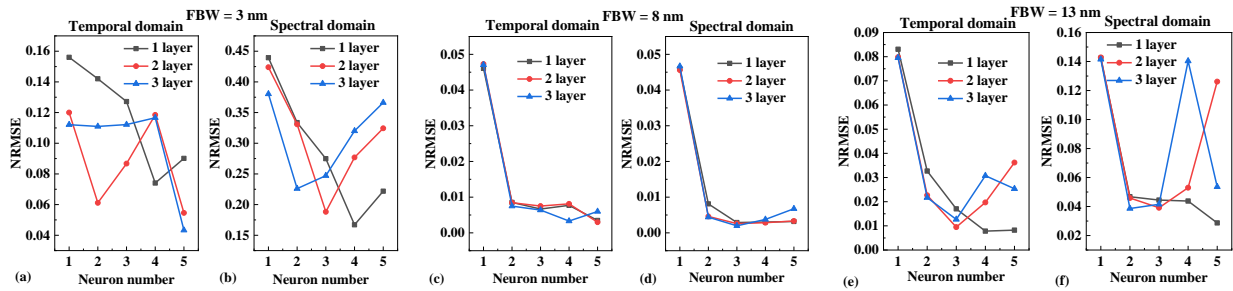 FBW = 3 nm
Temporal domain
Spectral domain
0.16
0.14
0.12
0.10
0.08
0.06
0.04
NRMSE
1 layer
2 layer
3 layer
1 2 3 4 5
Neuron number
(a)
0.45
0.40
0.35
0.30
0.25
0.20
0.15
NRMSE
1 layer
2 layer
3 layer
1 2 3 4 5
Neuron number
(b)
FBW = 8 nm
Temporal domain
Spectral domain
0.05
0.04
0.03
0.02
0.01
0.00
NRMSE
1 layer
2 layer
3 layer
1 2 3 4 5
Neuron number
(c)
0.05
0.04
0.03
0.02
0.01
0.00
NRMSE
1 layer
2 layer
3 layer
1 2 3 4 5
Neuron number
(d)
FBW = 13 nm
Temporal domain
Spectral domain
0.09
0.08
0.07
0.06
0.05
0.04
0.03
0.02
0.01
0.00
NRMSE
1 layer
2 layer
3 layer
1 2 3 4 5
Neuron number
(e)
0.16
0.14
0.12
0.10
0.08
0.06
0.04
0.02
NRMSE
1 layer
2 layer
3 layer
1 2 3 4 5
Neuron number
(f)